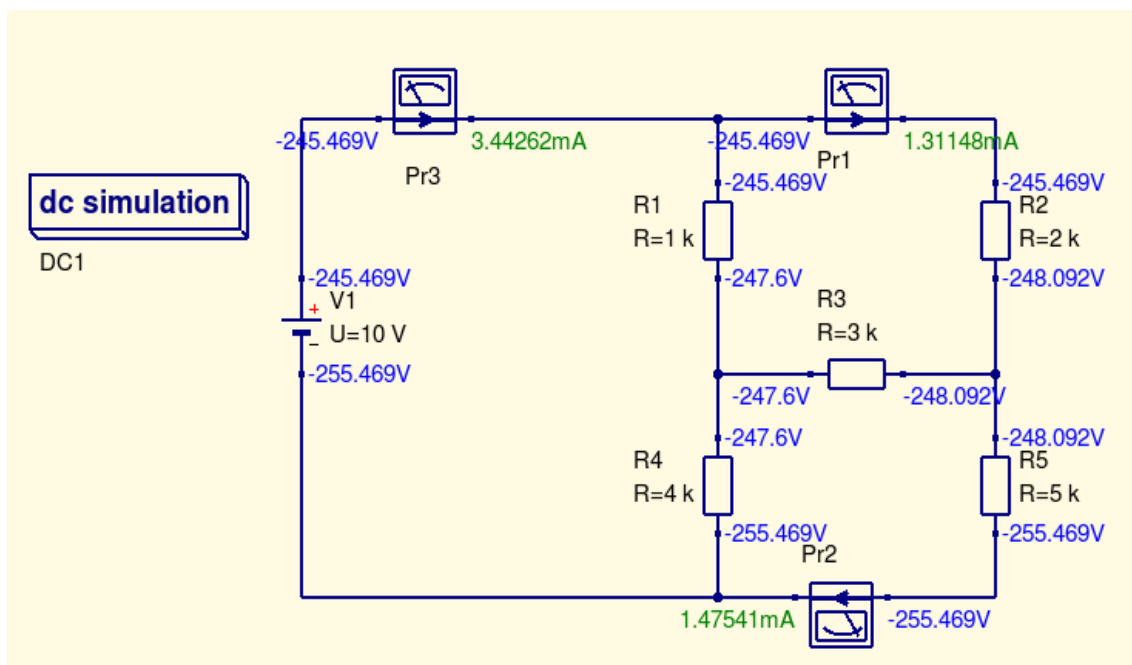 -245.469V
3.44262mA
Pr3
-245.469V
1.31148mA
Pr1
dc simulation
DC1
-245.469V
R1
R=1 k
-245.469V
R2
R=2 k
-245.469V
V1
+
U=10 V
-
-247.6V
-248.092V
R3
R=3 k
-255.469V
-247.6V
-248.092V
-247.6V
-248.092V
R4
R=4 k
R5
R=5 k
-255.469V
-255.469V
Pr2
1.47541mA
-255.469V